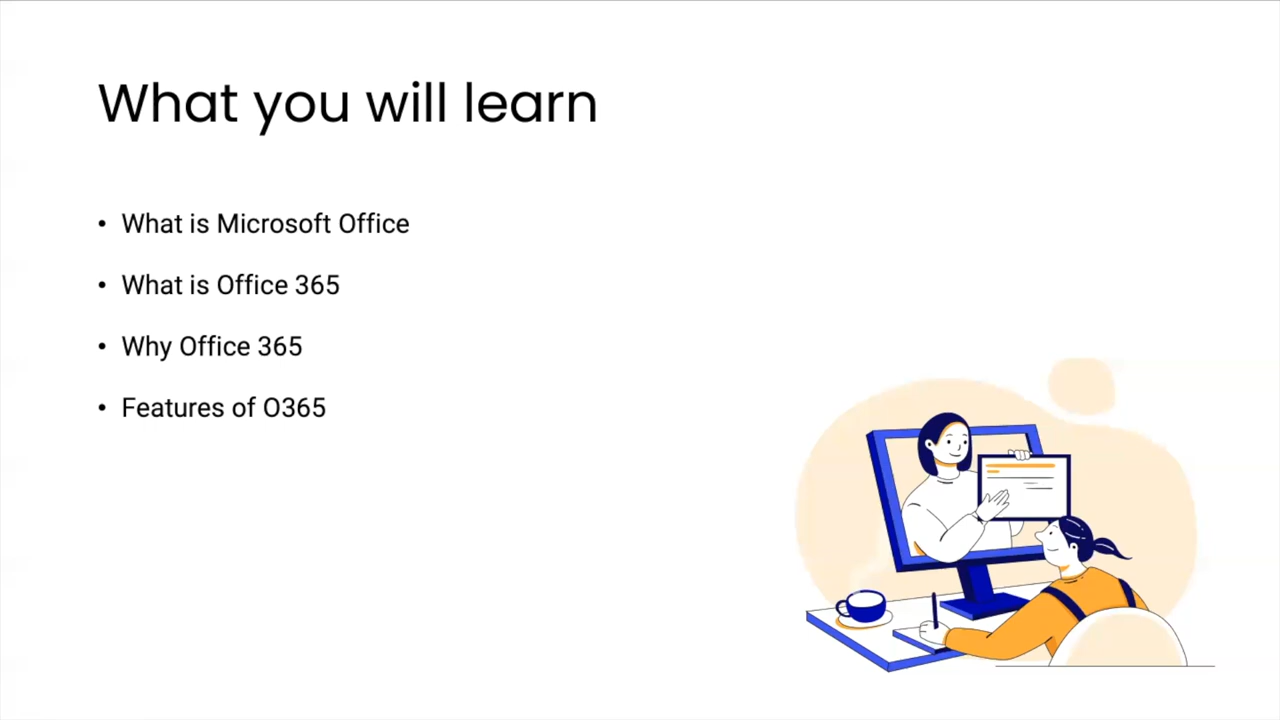 What you will learn
• What is Microsoft Office
• What is Office 365
• Why Office 365
• Features of O365